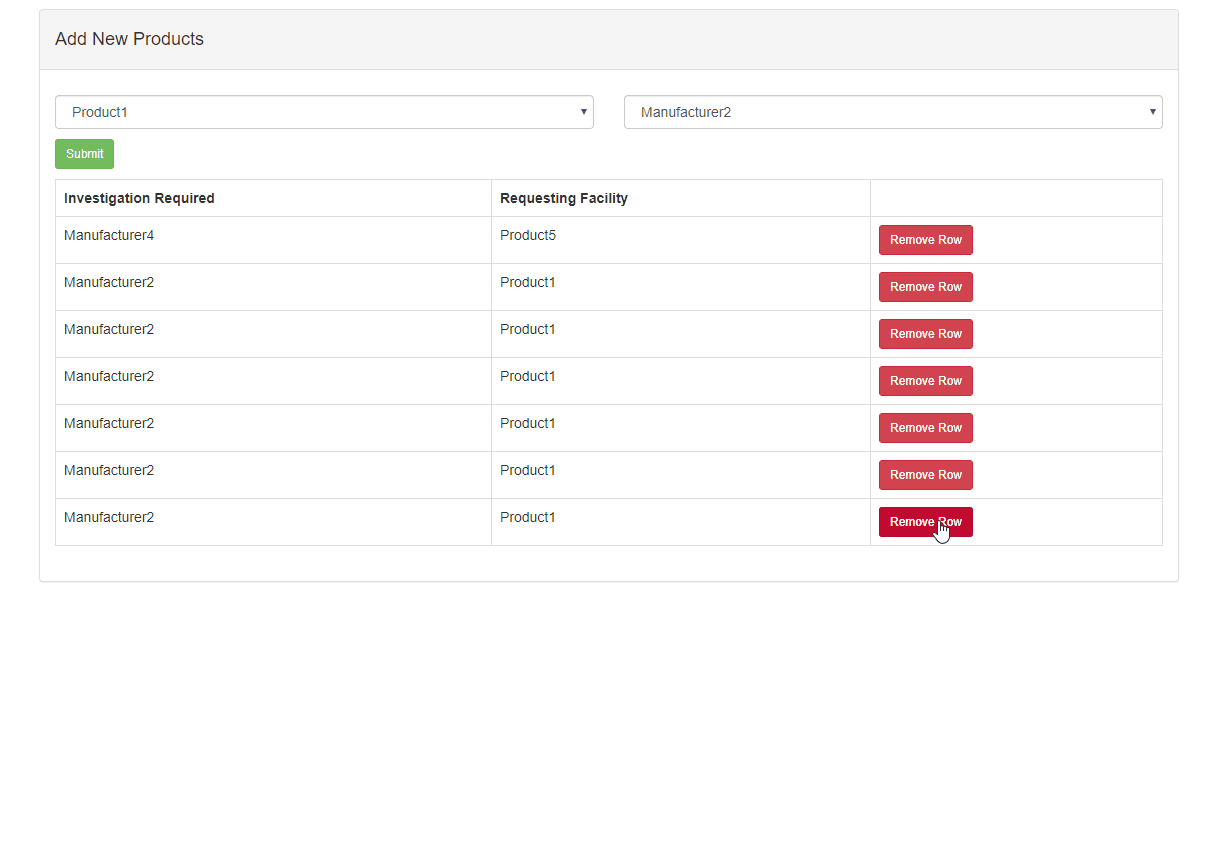 Add New Products
Product1 Manufacturer2
Submit
Investigation Required Requesting Facility
Manufacturer4 Product5 Remove Row
Manufacturer2 Product1 Remove Row
Manufacturer2 Product1 Remove Row
Manufacturer2 Product1 Remove Row
Manufacturer2 Product1 Remove Row
Manufacturer2 Product1 Remove Row
Manufacturer2 Product1 Remove Row